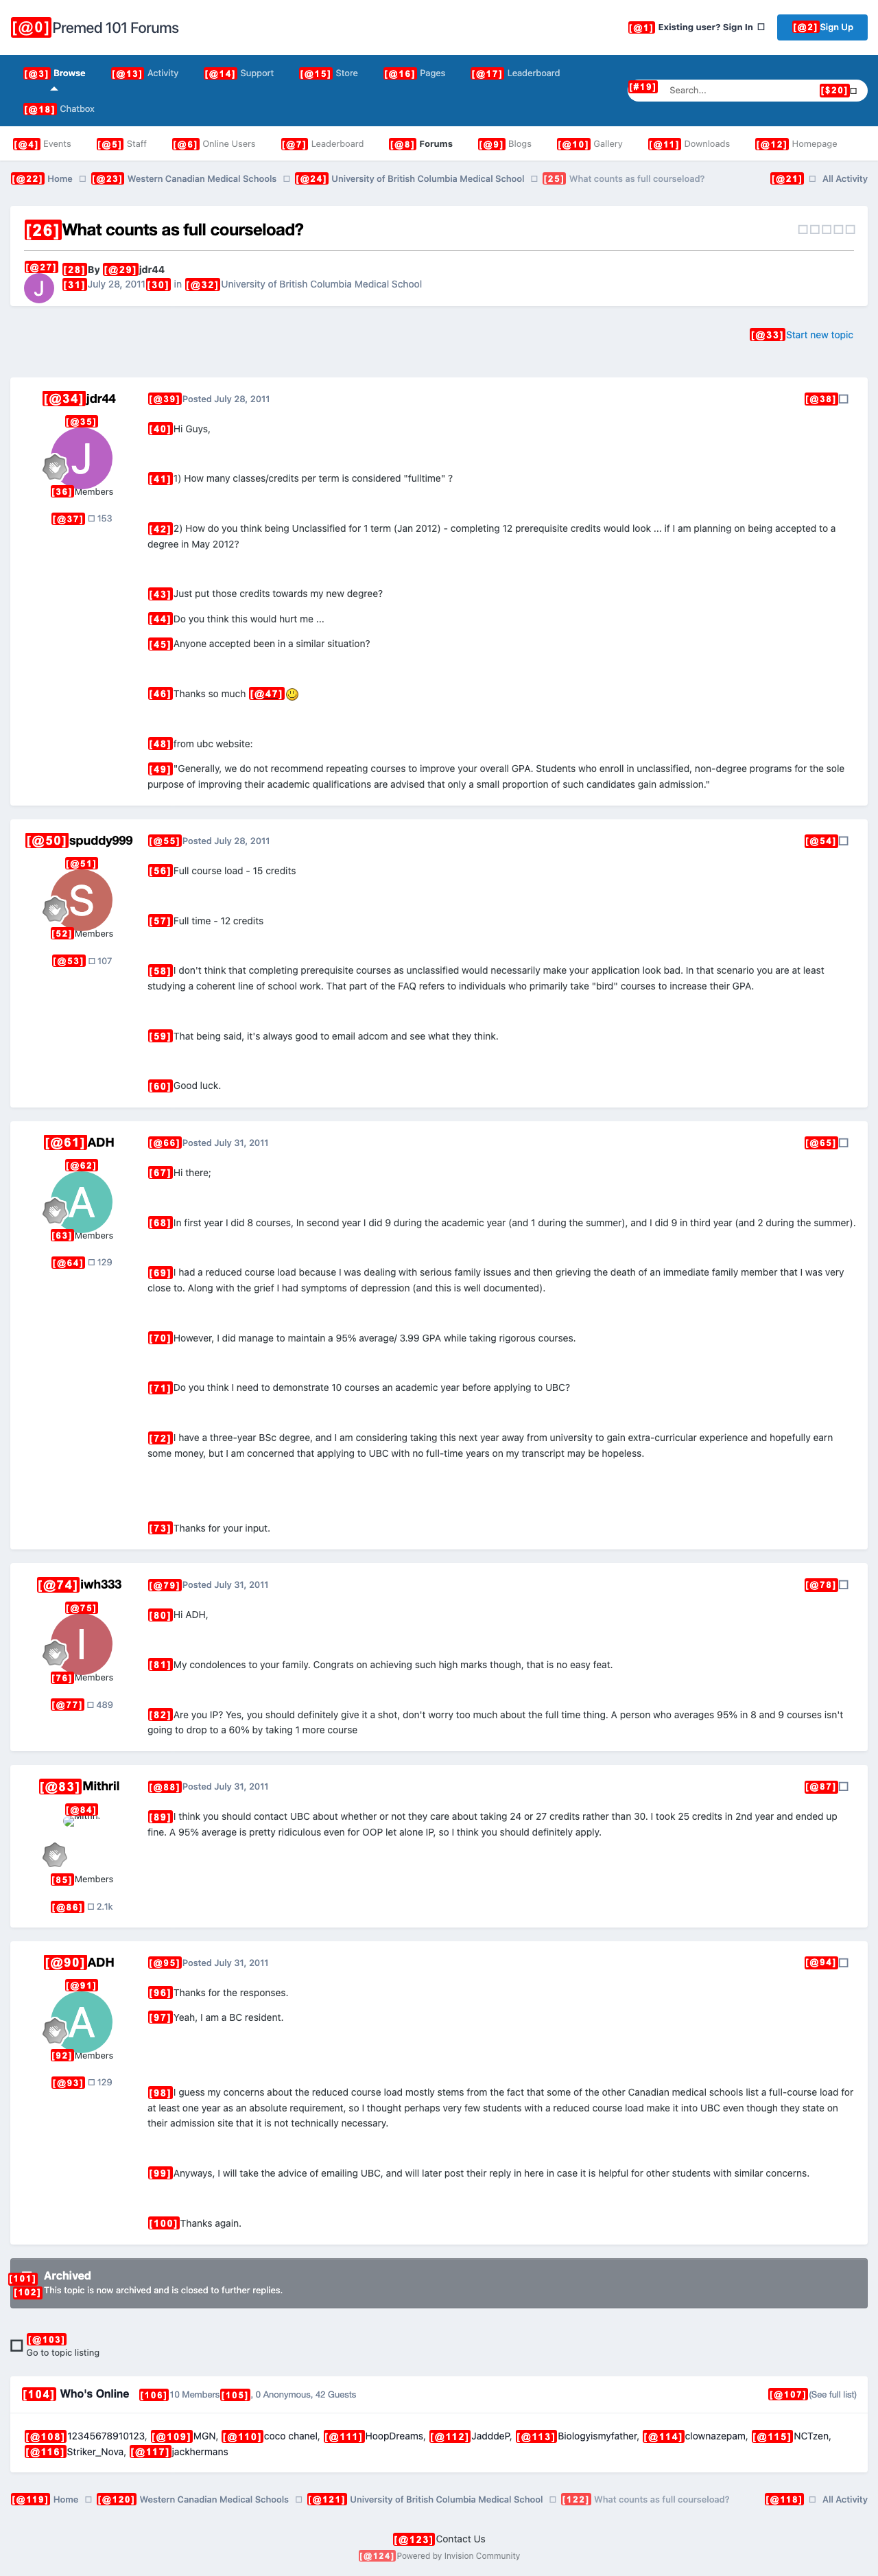 [@0]Premed 101 Forums
[@1] Existing user? Sign In
[@2] Sign Up
[@3] Browse [@13] Activity [@14] Support [@15] Store [@16] Pages [@17] Leaderboard
[#19] Search... [$20]
[@18] Chatbox
[@4] Events [@5] Staff [@6] Online Users [@7] Leaderboard [@8] Forums [@9] Blogs [@10] Gallery [@11] Downloads [@12] Homepage
[@22] Home [@23] Western Canadian Medical Schools [@24] University of British Columbia Medical School [25] What counts as full courseload? [@21] All Activity
[26]What counts as full courseload?
[@27] J
[28]By [@29]jdr44
[31]July 28, 2011[30] in [@32]University of British Columbia Medical School
[@33]Start new topic
[@34]jdr44
[@35]
J
[36]Members
[@37] 153
[@39]Posted July 28, 2011 [@38]
[40]Hi Guys,
[41]1) How many classes/credits per term is considered "fulltime" ?
[42]2) How do you think being Unclassified for 1 term (Jan 2012) - completing 12 prerequisite credits would look ... if I am planning on being accepted to a
degree in May 2012?
[43]Just put those credits towards my new degree?
[44]Do you think this would hurt me ...
[45]Anyone accepted been in a similar situation?
[46]Thanks so much [@47]
[48]from ubc website:
[49]"Generally, we do not recommend repeating courses to improve your overall GPA. Students who enroll in unclassified, non-degree programs for the sole
purpose of improving their academic qualifications are advised that only a small proportion of such candidates gain admission."
[@50]spuddy999
[@51]
S
[52]Members
[@53] 107
[@55]Posted July 28, 2011 [@54]
[56]Full course load - 15 credits
[57]Full time - 12 credits
[58]I don't think that completing prerequisite courses as unclassified would necessarily make your application look bad. In that scenario you are at least
studying a coherent line of school work. That part of the FAQ refers to individuals who primarily take "bird" courses to increase their GPA.
[59]That being said, it's always good to email adcom and see what they think.
[60]Good luck.
[@61]ADH
[@62]
A
[63]Members
[@64] 129
[@66]Posted July 31, 2011 [@65]
[67]Hi there;
[68]In first year I did 8 courses, In second year I did 9 during the academic year (and 1 during the summer), and I did 9 in third year (and 2 during the summer).
[69]I had a reduced course load because I was dealing with serious family issues and then grieving the death of an immediate family member that I was very
close to. Along with the grief I had symptoms of depression (and this is well documented).
[70]However, I did manage to maintain a 95% average/ 3.99 GPA while taking rigorous courses.
[71]Do you think I need to demonstrate 10 courses an academic year before applying to UBC?
[72]I have a three-year BSc degree, and I am considering taking this next year away from university to gain extra-curricular experience and hopefully earn
some money, but I am concerned that applying to UBC with no full-time years on my transcript may be hopeless.
[73]Thanks for your input.
[@74]iwh333
[@75]
I
[76]Members
[@77] 489
[@79]Posted July 31, 2011 [@78]
[80]Hi ADH,
[81]My condolences to your family. Congrats on achieving such high marks though, that is no easy feat.
[82]Are you IP? Yes, you should definitely give it a shot, don't worry too much about the full time thing. A person who averages 95% in 8 and 9 courses isn't
going to drop to a 60% by taking 1 more course
[@83]Mithril
[@84]
[85]Members
[@86] 2.1k
[@88]Posted July 31, 2011 [@87]
[89]I think you should contact UBC about whether or not they care about taking 24 or 27 credits rather than 30. I took 25 credits in 2nd year and ended up
fine. A 95% average is pretty ridiculous even for OOP let alone IP, so I think you should definitely apply.
[@90]ADH
[@91]
A
[92]Members
[@93] 129
[@95]Posted July 31, 2011 [@94]
[96]Thanks for the responses.
[97]Yeah, I am a BC resident.
[98]I guess my concerns about the reduced course load mostly stems from the fact that some of the other Canadian medical schools list a full-course load for
at least one year as an absolute requirement, so I thought perhaps very few students with a reduced course load make it into UBC even though they state on
their admission site that it is not technically necessary.
[99]Anyways, I will take the advice of emailing UBC, and will later post their reply in here in case it is helpful for other students with similar concerns.
[100]Thanks again.
[101] Archived
[102]This topic is now archived and is closed to further replies.
[@103]
Go to topic listing
[104] Who's Online [106]10 Members[105], 0 Anonymous, 42 Guests [@107](See full list)
[@108]12345678910123, [@109]MGN, [@110]coco chanel, [@111]HoopDreams, [@112]JadddeP, [@113]Biologyismyfather, [@114]clownazepam, [@115]NCTzen,
[@116]Striker_Nova, [@117]jackhermans
[@119] Home [@120] Western Canadian Medical Schools [@121] University of British Columbia Medical School [122] What counts as full courseload? [@118] All Activity
[@123]Contact Us
[@124]Powered by Invision Community